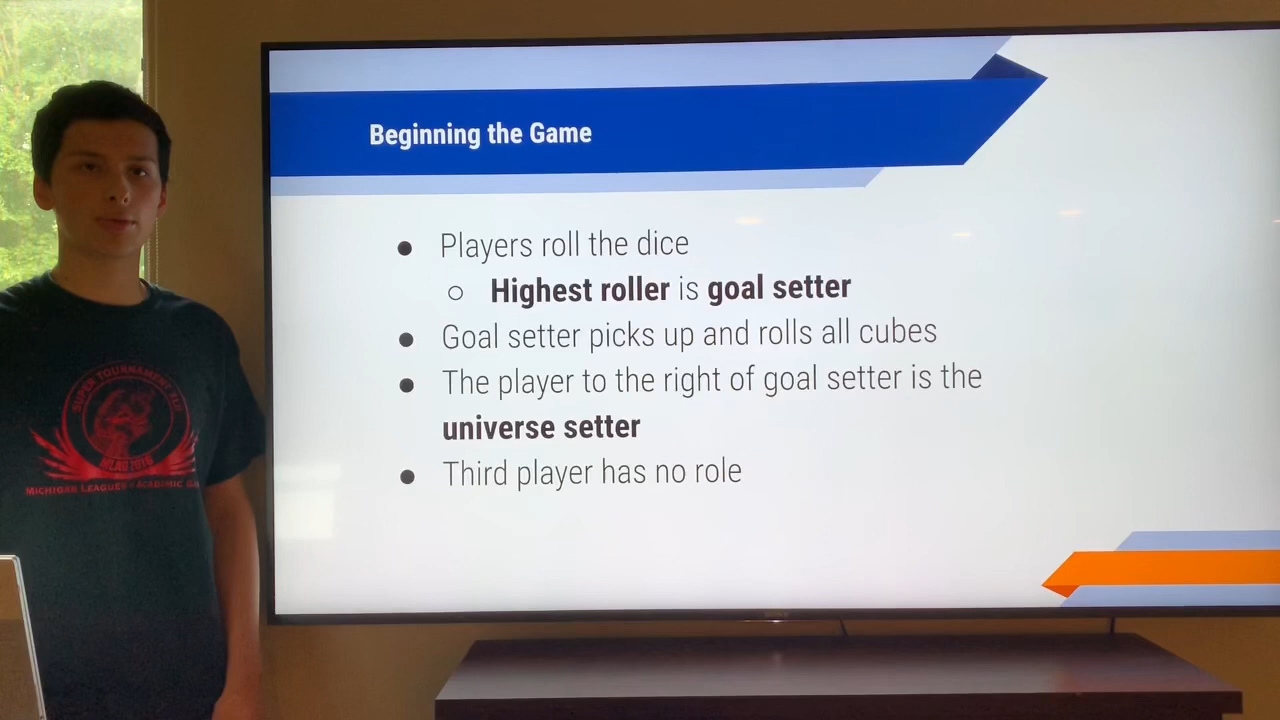 Beginning the Game
● Players roll the dice
○ Highest roller is goal setter
● Goal setter picks up and rolls all cubes
● The player to the right of goal setter is the
universe setter
● Third player has no role
SUPER TOURNAMENT
MICHIGAN LEAGUE ACADEMIC
SONY